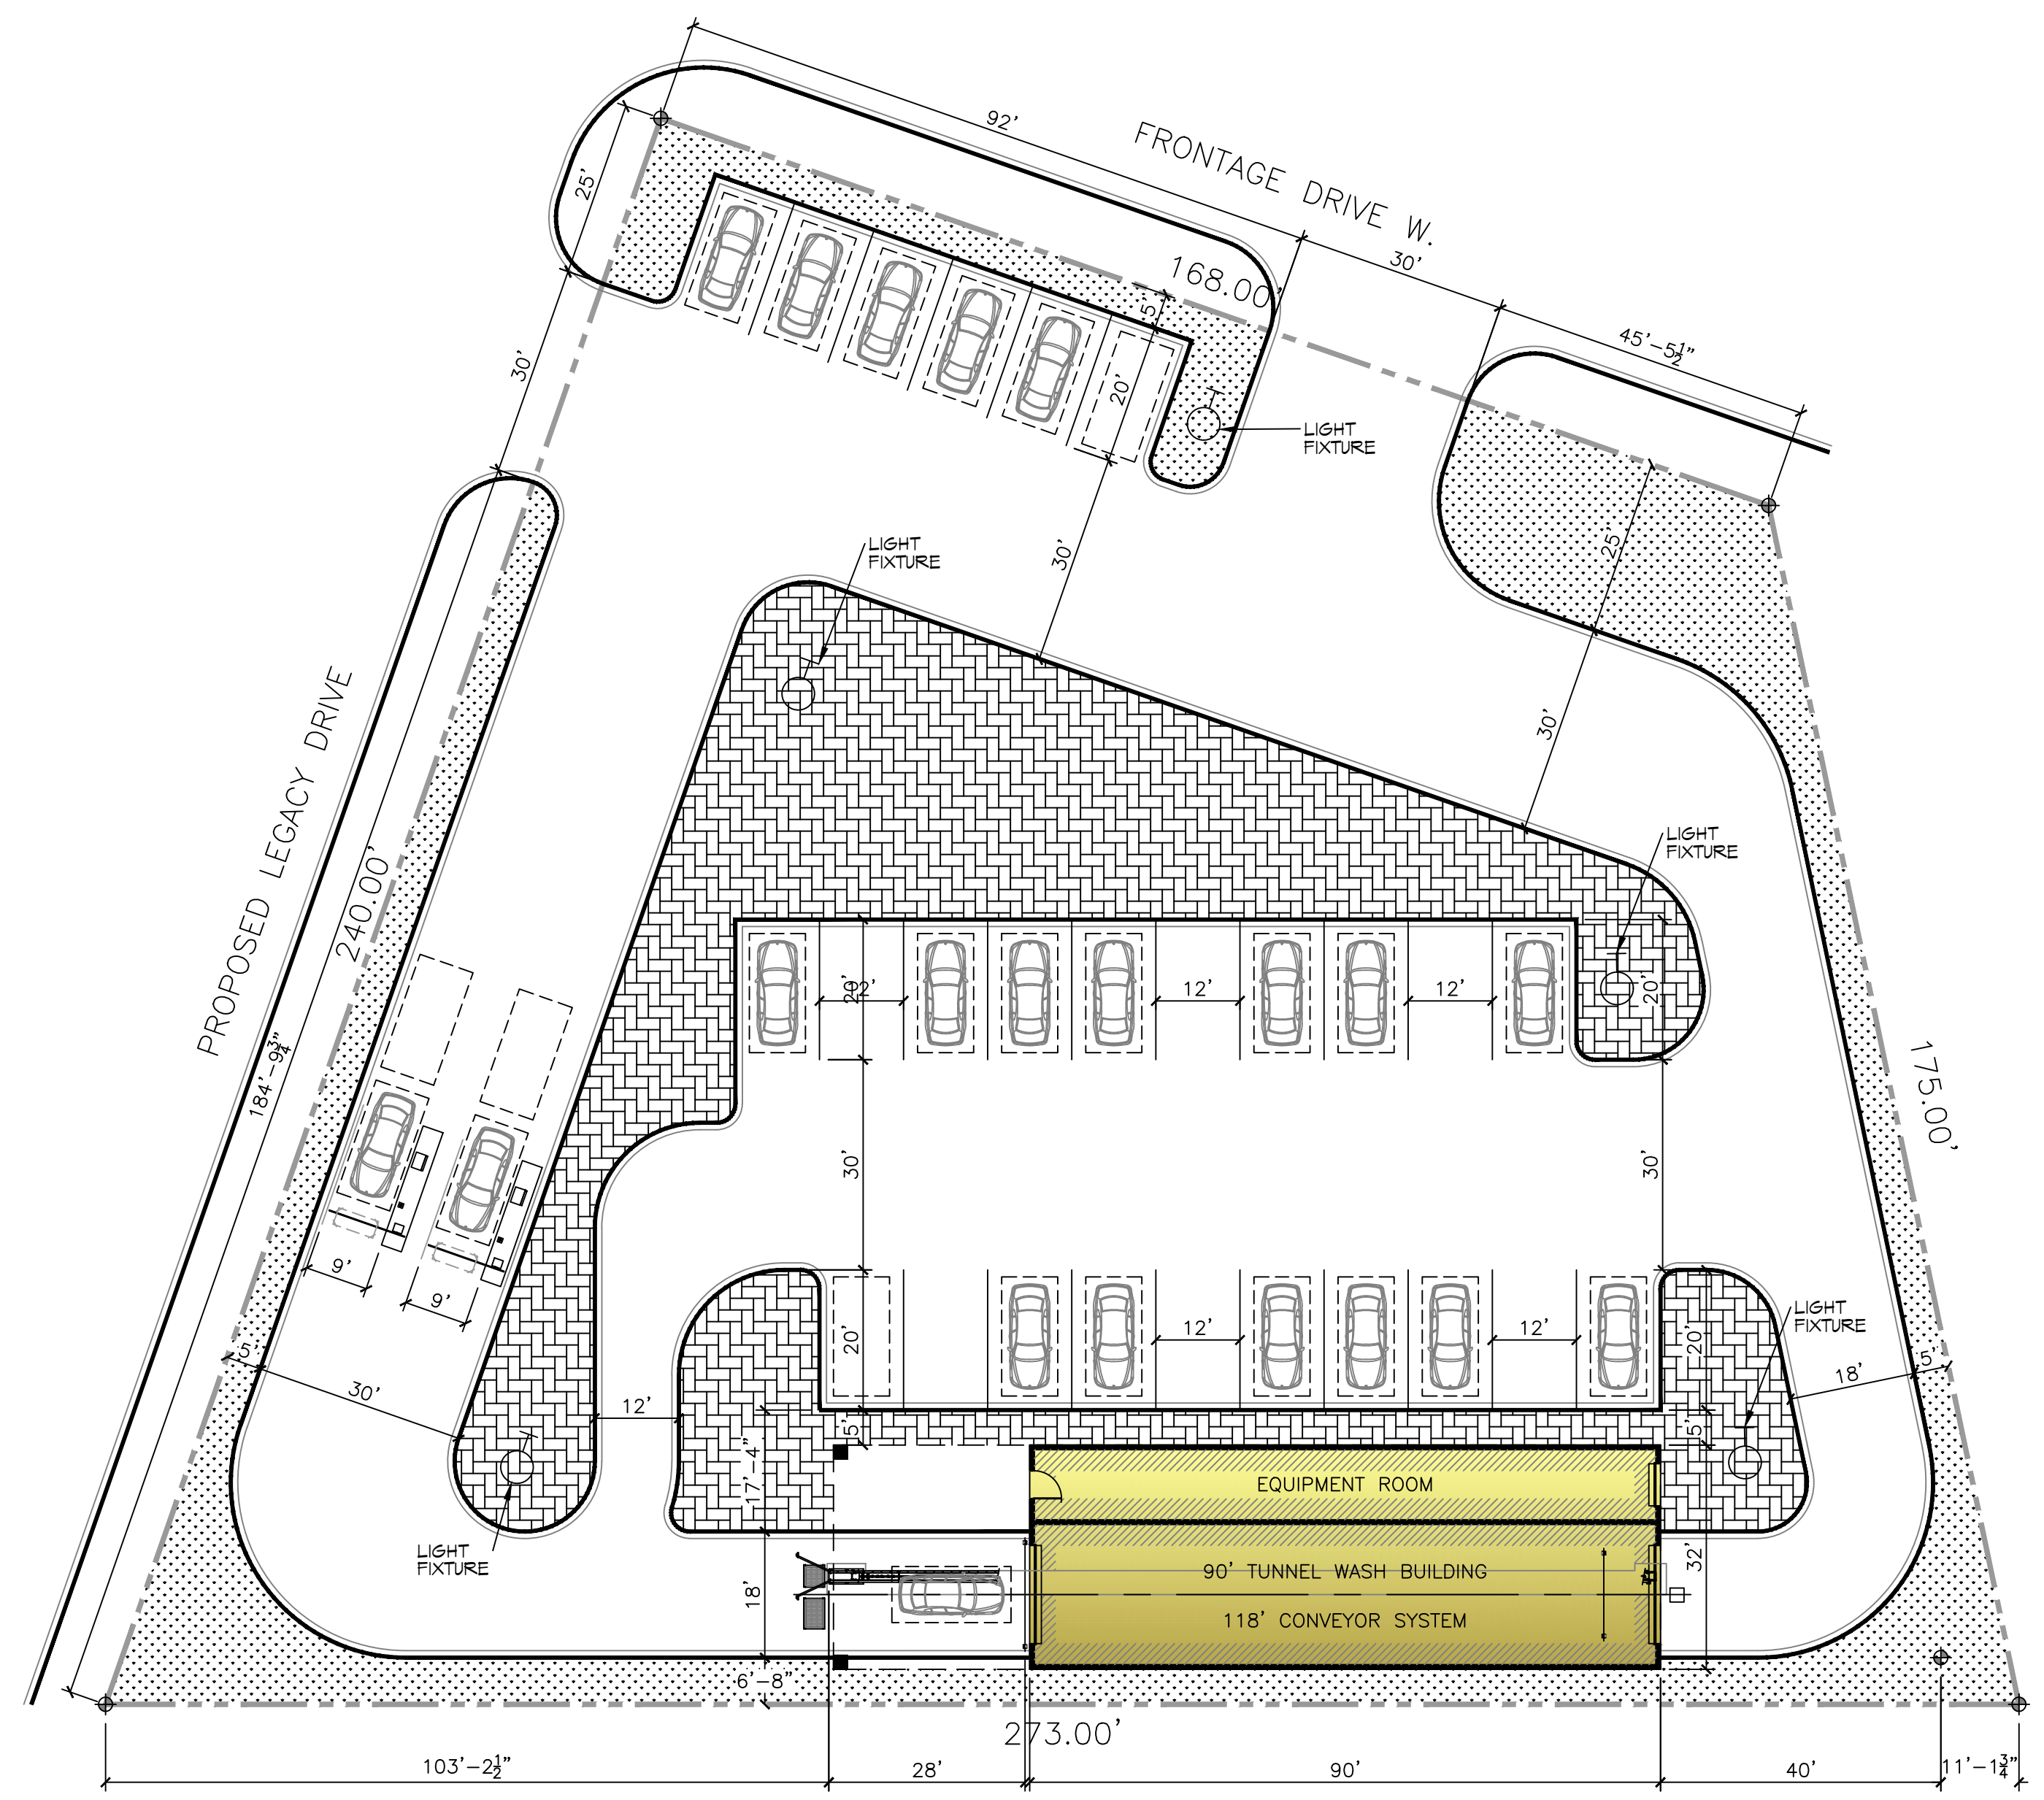 92'
FRONTAGE DRIVE W.
25'
30'
168.00'
5'
45'-5½"
30'
20'
LIGHT
FIXTURE
25'
LIGHT
FIXTURE
30'
30'
PROPOSED LEGACY DRIVE
240.00'
LIGHT
FIXTURE
20'
12'
12'
12'
20'
184'-9¾"
175.00'
30'
30'
9'
9'
LIGHT
FIXTURE
5'
30'
20'
12'
12'
20'
18'
5'
12'
5'
5'
17'-4"
EQUIPMENT ROOM
LIGHT
FIXTURE
32'
90' TUNNEL WASH BUILDING
18'
118' CONVEYOR SYSTEM
6'-8"
273.00'
103'-2½"
28'
90'
40'
11'-1¾"